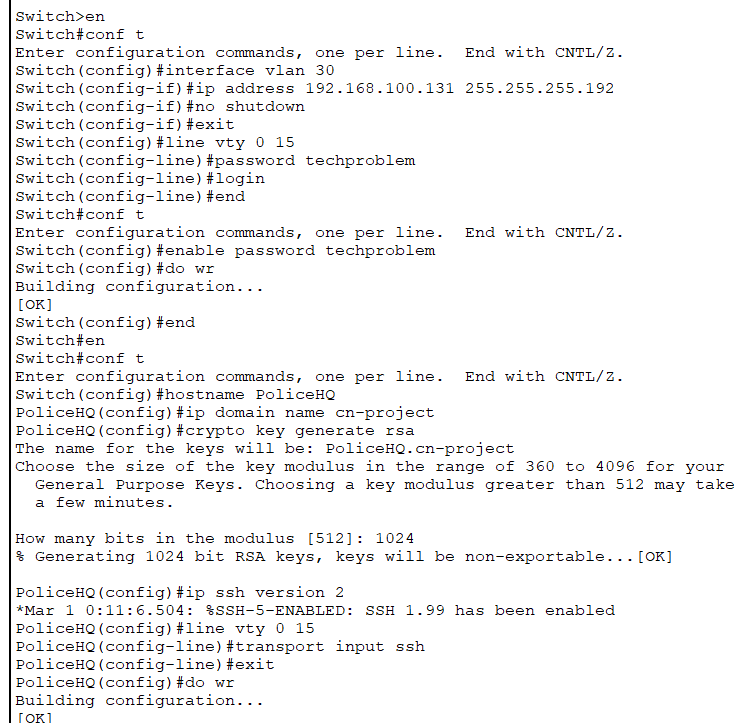 Switch>en
Switch#conf t
Enter configuration commands, one per line.  End with CNTL/Z.
Switch(config)#interface vlan 30
Switch(config-if)#ip address 192.168.100.131 255.255.255.192
Switch(config-if)#no shutdown
Switch(config-if)#exit
Switch(config)#line vty 0 15
Switch(config-line)#password techproblem
Switch(config-line)#login
Switch(config-line)#end
Switch#conf t
Enter configuration commands, one per line.  End with CNTL/Z.
Switch(config)#enable password techproblem
Switch(config)#do wr
Building configuration...
[OK]
Switch(config)#end
Switch#en
Switch#conf t
Enter configuration commands, one per line.  End with CNTL/Z.
Switch(config)#hostname PoliceHQ
PoliceHQ(config)#ip domain name cn-project
PoliceHQ(config)#crypto key generate rsa
The name for the keys will be: PoliceHQ.cn-project
Choose the size of the key modulus in the range of 360 to 4096 for your
  General Purpose Keys. Choosing a key modulus greater than 512 may take
  a few minutes.

How many bits in the modulus [512]: 1024
% Generating 1024 bit RSA keys, keys will be non-exportable...[OK]

PoliceHQ(config)#ip ssh version 2
*Mar 1 0:11:6.504: %SSH-5-ENABLED: SSH 1.99 has been enabled
PoliceHQ(config)#line vty 0 15
PoliceHQ(config-line)#transport input ssh
PoliceHQ(config-line)#exit
PoliceHQ(config)#do wr
Building configuration...
[OK]